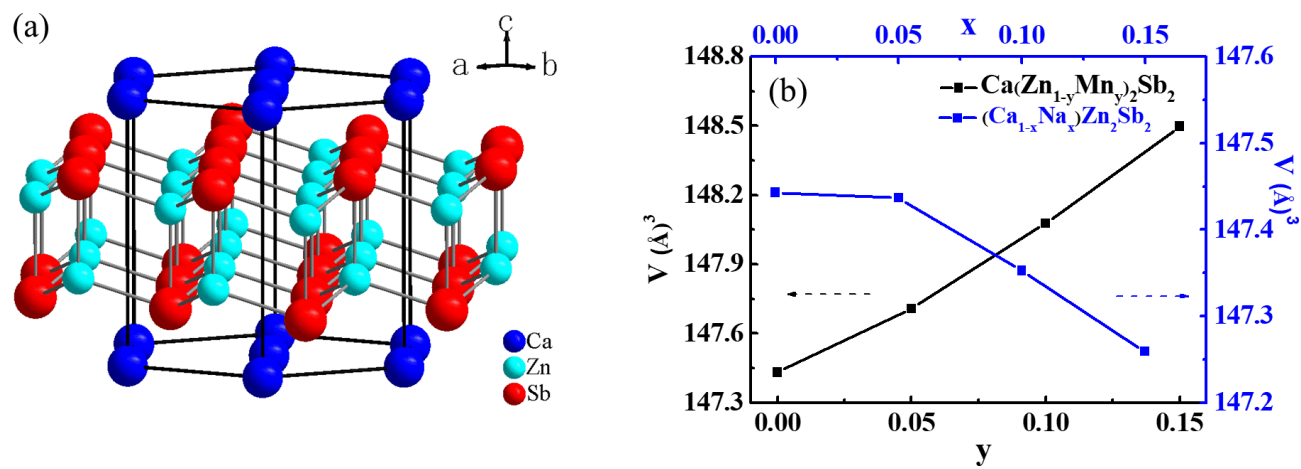 (a)
c
a b
Ca
Zn
Sb
x
0.00 0.05 0.10 0.15
(b)
Ca(Zn1-yMny)2Sb2
(Ca1-xNax)Zn2Sb2
148.8
148.5
148.2
147.9
147.6
147.3
V (Å)3
147.6
147.5
147.4
147.3
147.2
V (Å)3
0.00 0.05 0.10 0.15
y